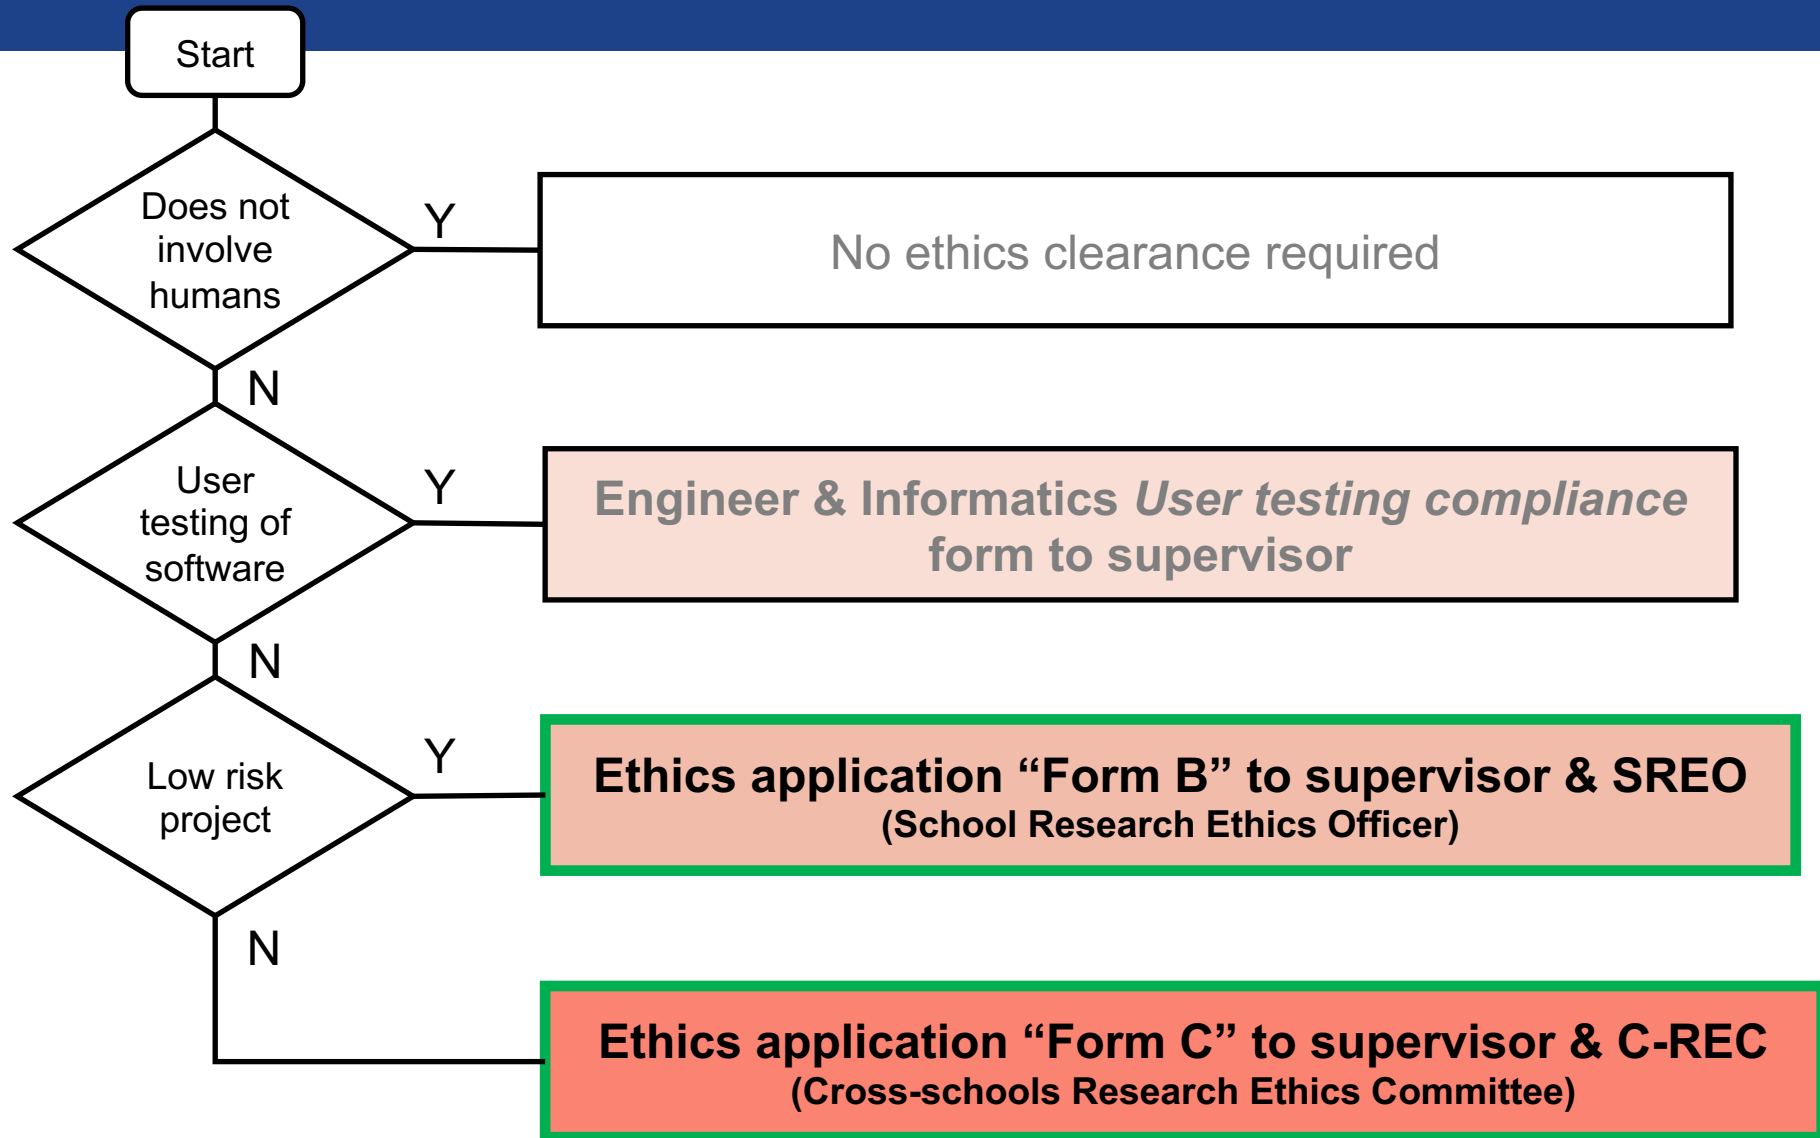 Start
Does not
involve
humans
Y
No ethics clearance required
N
User
testing of
software
Y
Engineer & Informatics User testing compliance
form to supervisor
N
Low risk
project
Y
Ethics application “Form B” to supervisor & SREO
(School Research Ethics Officer)
N
Ethics application “Form C” to supervisor & C-REC
(Cross-schools Research Ethics Committee)